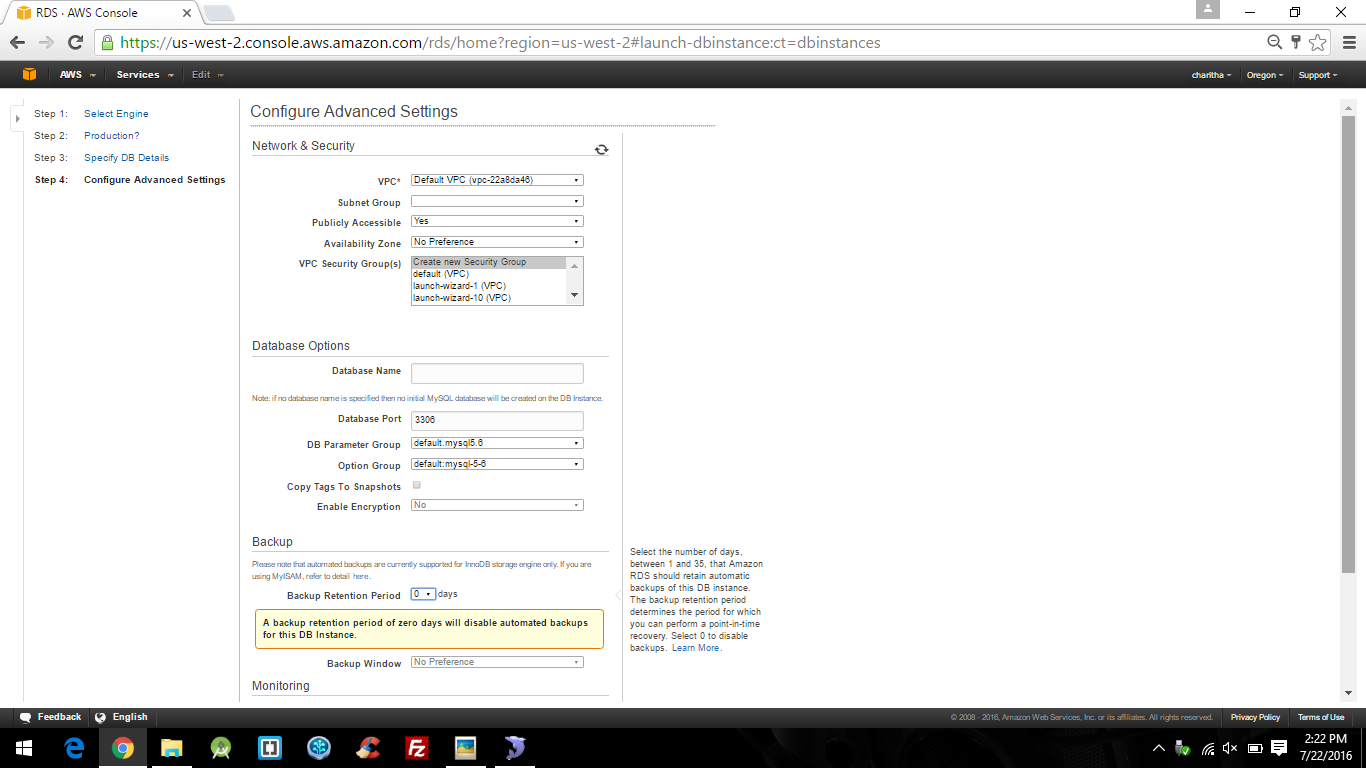 RDS · AWS Console
https://us-west-2.console.aws.amazon.com/rds/home?region=us-west-2#launch-dbinstance:ct=dbinstances
AWS Services Edit charitha Oregon Support
Step 1: Select Engine
Step 2: Production?
Step 3: Specify DB Details
Step 4: Configure Advanced Settings
Configure Advanced Settings
Network & Security
VPC* Default VPC (vpc-22a8da46)
Subnet Group
Publicly Accessible Yes
Availability Zone No Preference
VPC Security Group(s) Create new Security Group
default (VPC)
launch-wizard-1 (VPC)
launch-wizard-10 (VPC)
Database Options
Database Name
Note: if no database name is specified then no initial MySQL database will be created on the DB Instance.
Database Port 3306
DB Parameter Group default.mysql5.6
Option Group default:mysql-5-6
Copy Tags To Snapshots
Enable Encryption No
Backup
Please note that automated backups are currently supported for InnoDB storage engine only. If you are
using MyISAM, refer to detail here.
Backup Retention Period 0 days
A backup retention period of zero days will disable automated backups
for this DB Instance.
Backup Window No Preference
Monitoring
Select the number of days,
between 1 and 35, that Amazon
RDS should retain automatic
backups of this DB instance.
The backup retention period
determines the period for which
you can perform a point-in-time
recovery. Select 0 to disable
backups. Learn More.
Feedback English © 2008 - 2016, Amazon Web Services, Inc. or its affiliates. All rights reserved. Privacy Policy Terms of Use
2:22 PM
7/22/2016